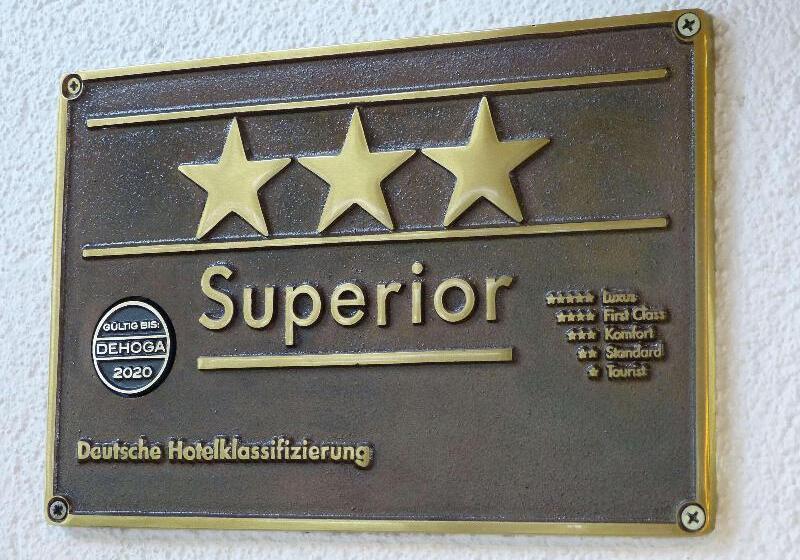 Superior
GÜLTIG BIS:
DEHOGA
2020
Luxus
First Class
Komfort
Standard
Tourist
Deutsche Hotelklassifizierung